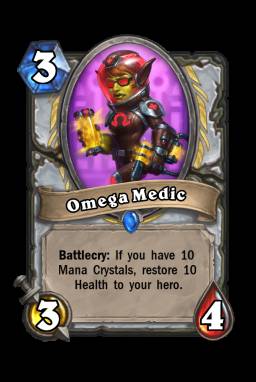 3
Omega Medic
Battlecry: If you have 10
Mana Crystals, restore 10
Health to your hero.
3
4